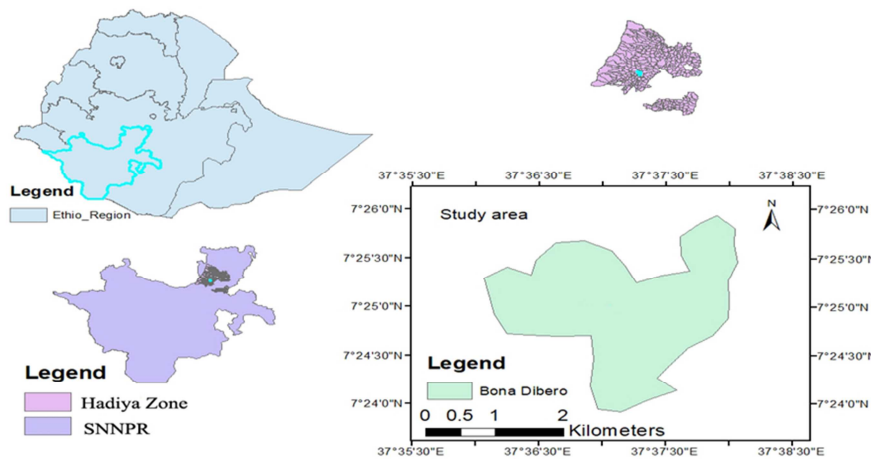 Legend
Ethio_Region
Legend
Hadiya Zone
SNNPR
37°35'30"E 37°36'30"E 37°37'30"E 37°38'30"E
Study area
N
7°26'0"N 7°26'0"N
7°25'30"N 7°25'30"N
7°25'0"N 7°25'0"N
7°24'30"N 7°24'30"N
7°24'0"N 7°24'0"N
Legend
Bona Dibero
0 0.5 1 2
Kilometers
37°35'30"E 37°36'30"E 37°37'30"E 37°38'30"E